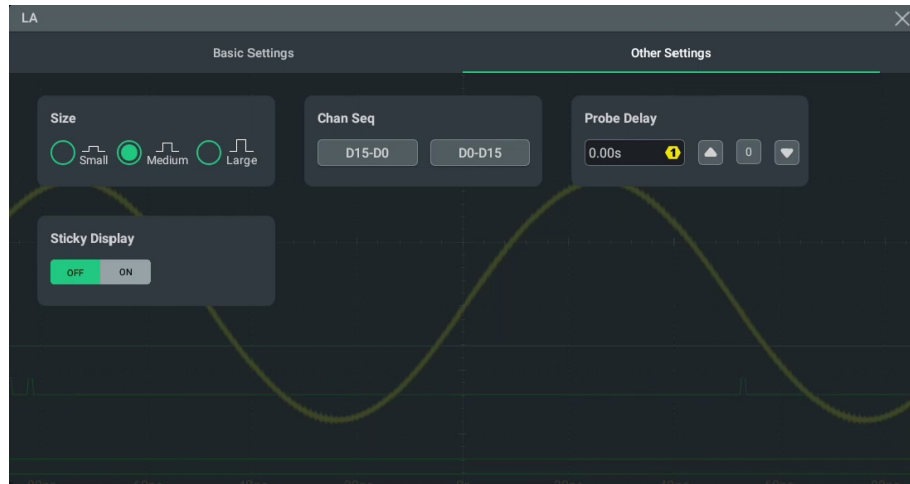 LA
Basic Settings
Other Settings
Size
Small
Medium
Large
Chan Seq
D15-D0
D0-D15
Probe Delay
0.00s
1
0
Sticky Display
OFF
ON